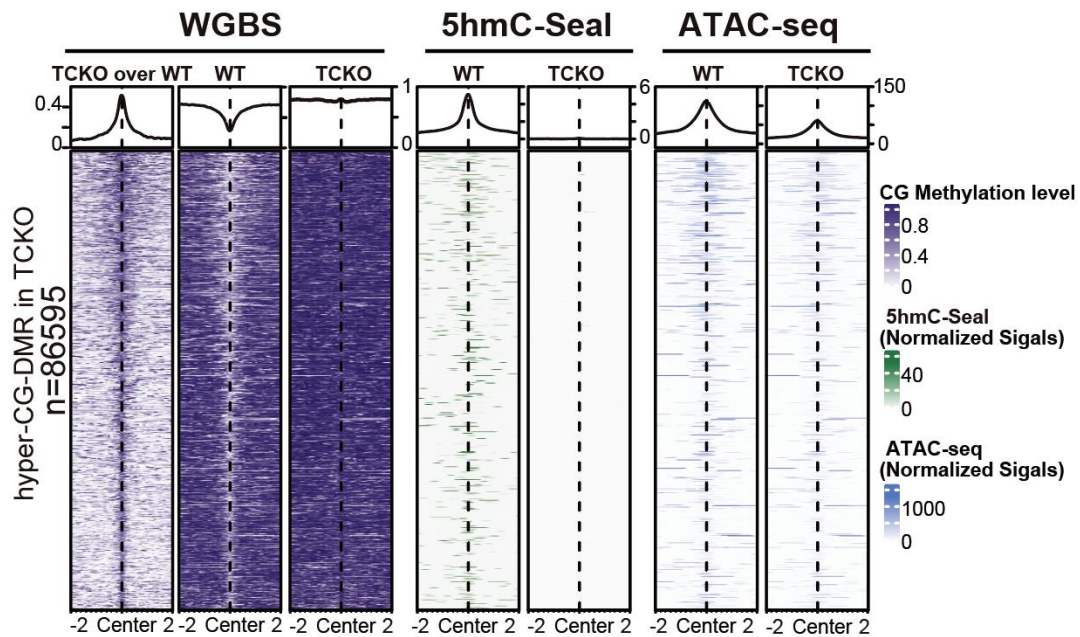 WGBS
5hmC-Seal
ATAC-seq
TCKO over WT
WT
TCKO
WT
TCKO
WT
TCKO
0.4
0
1
0
6
0
150
0
hyper-CG-DMR in TCKO
n=86595
CG Methylation level
0.8
0.4
0
5hmC-Seal
(Normalized Sigals)
40
0
ATAC-seq
(Normalized Sigals)
1000
0
-2 Center 2
-2 Center 2
-2 Center 2
-2 Center 2
-2 Center 2
-2 Center 2
-2 Center 2